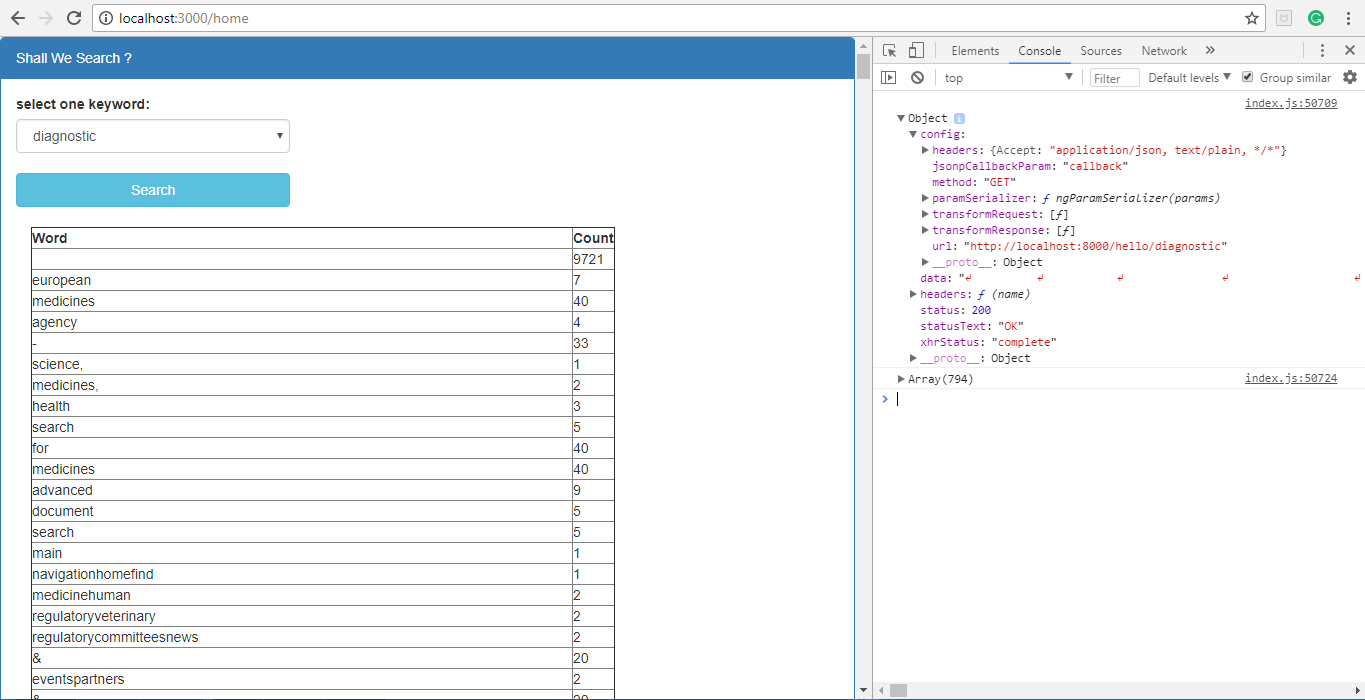 localhost:3000/home
Shall We Search ?
select one keyword:
diagnostic
Search
Word Count
9721
european 7
medicines 40
agency 4
- 33
science, 1
medicines, 2
health 3
search 5
for 40
medicines 40
advanced 9
document 5
search 5
main 1
navigationhomefind 1
medicinehuman 2
regulatoryveterinary 2
regulatorycommitteesnews 2
& 20
eventspartners 2
Elements Console Sources Network »
top Filter Default levels Group similar
index.js:50709
Object
config:
headers: {Accept: "application/json, text/plain, */*"}
jsonpCallbackParam: "callback"
method: "GET"
paramSerializer: ƒ ngParamSerializer(params)
transformRequest: [ƒ]
transformResponse: [ƒ]
url: "http://localhost:8000/hello/diagnostic"
__proto__: Object
data: "↵ ↵ ↵ ↵ ↵
headers: ƒ (name)
status: 200
statusText: "OK"
xhrStatus: "complete"
__proto__: Object
Array(794) index.js:50724
>